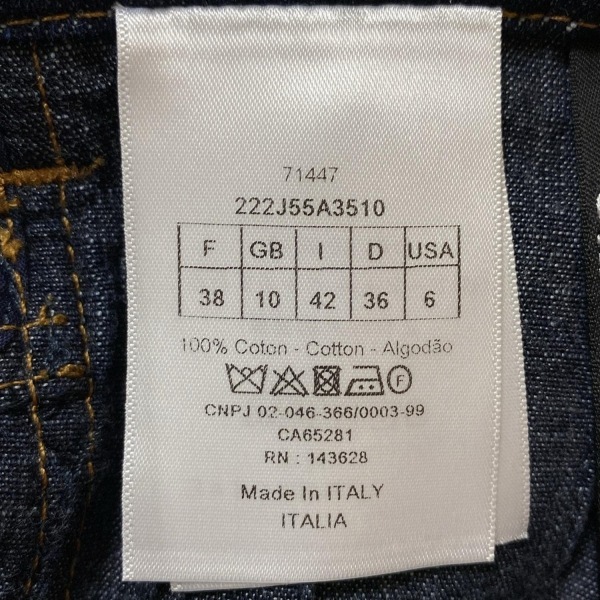 71447
222J55A3510
F GB I D USA
38 10 42 36 6
100% Coton - Cotton - Algodão
F
CNPJ 02-046-366/0003-99
CA65281
RN : 143628
Made In ITALY
ITALIA